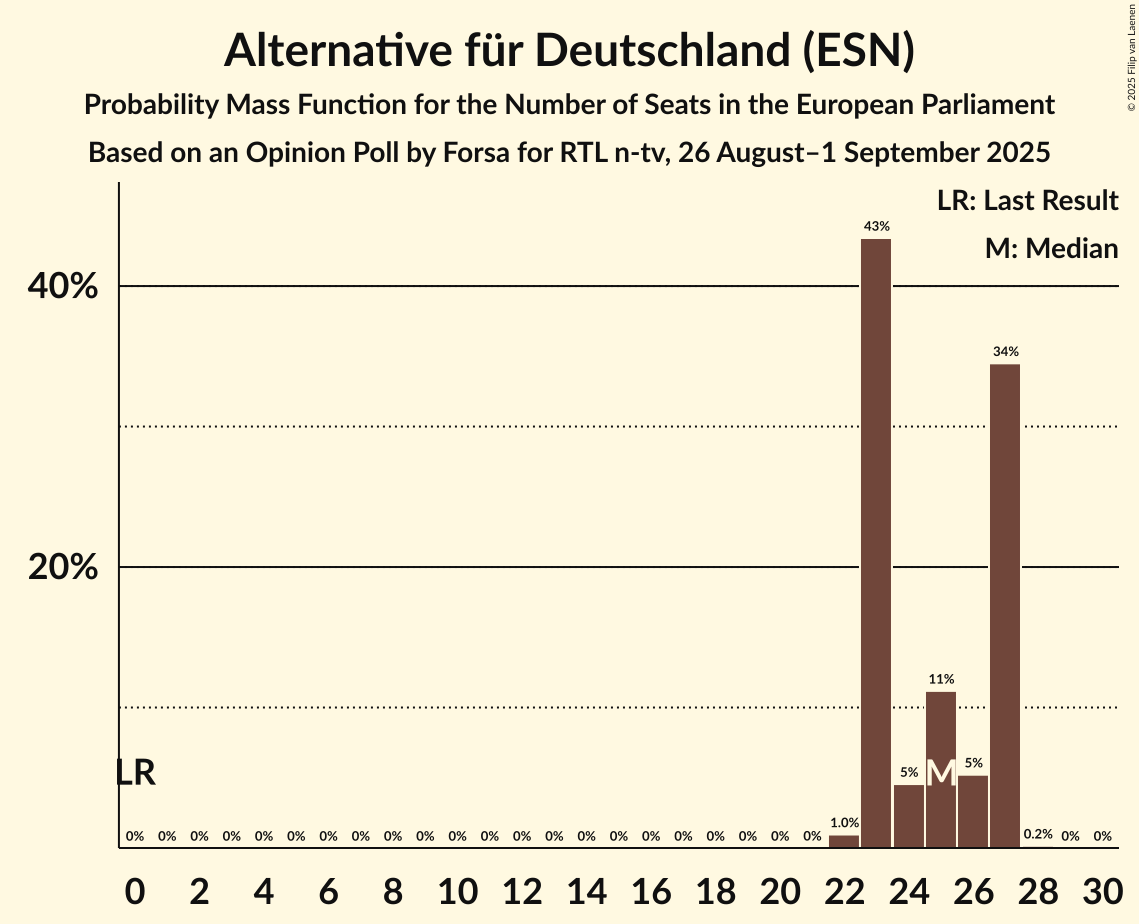 Alternative für Deutschland (ESN)
Probability Mass Function for the Number of Seats in the European Parliament
Based on an Opinion Poll by Forsa for RTL n-tv, 26 August–1 September 2025
© 2025 Filip van Laenen
LR: Last Result
M: Median
43%
40%
34%
20%
11%
LR
5%
M
5%
0% 0% 0% 0% 0% 0% 0% 0% 0% 0% 0% 0% 0% 0% 0% 0% 0% 0% 0% 0% 0% 0% 1.0% 0.2% 0% 0%
0 2 4 6 8 10 12 14 16 18 20 22 24 26 28 30